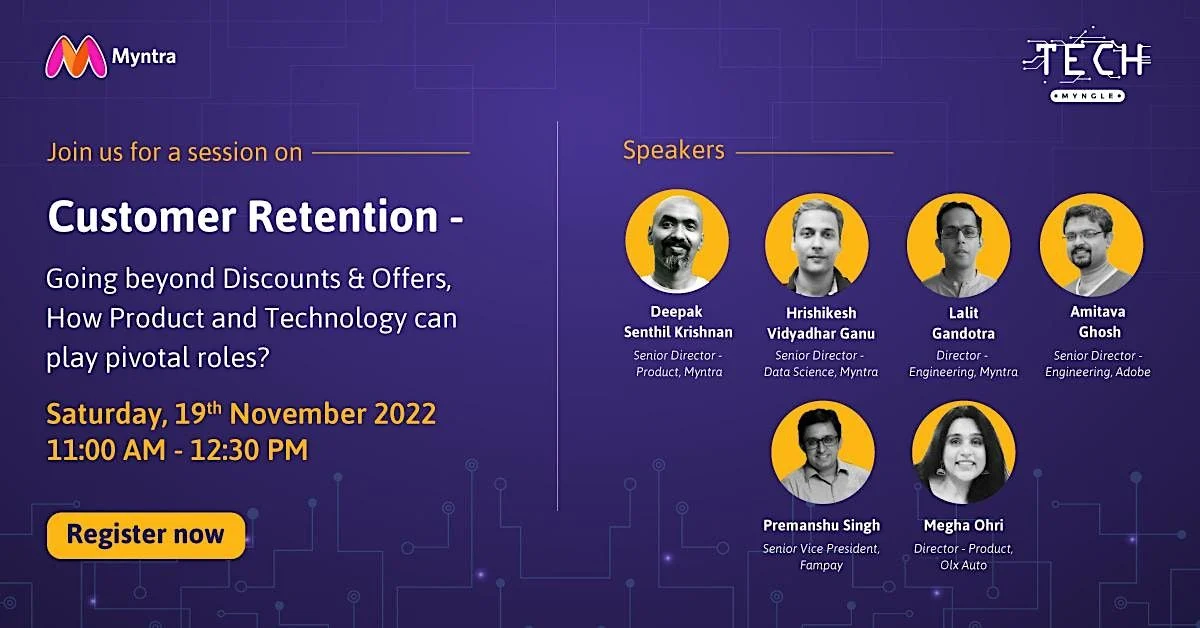 Myntra
TECH
MYNGLE
Join us for a session on
Customer Retention -
Going beyond Discounts & Offers,
How Product and Technology can
play pivotal roles?
Saturday, 19th November 2022
11:00 AM - 12:30 PM
Register now
Speakers
Deepak
Senthil Krishnan
Senior Director -
Product, Myntra
Hrishikesh
Vidyadhar Ganu
Senior Director -
Data Science, Myntra
Lalit
Gandotra
Director -
Engineering, Myntra
Amitava
Ghosh
Senior Director -
Engineering, Adobe
Premanshu Singh
Senior Vice President,
Fampay
Megha Ohri
Director - Product,
Olx Auto